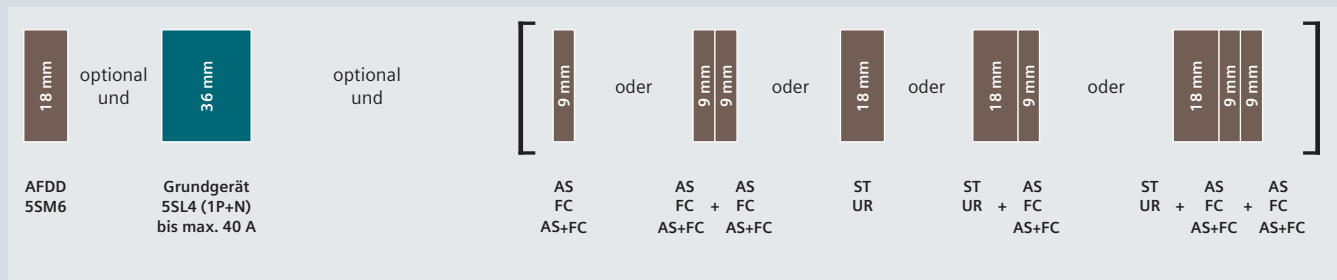 18 mm
optional
und
36 mm
optional
und
9 mm
oder
9 mm 9 mm
oder
18 mm
oder
18 mm 9 mm
oder
18 mm 9 mm 9 mm
AFDD
5SM6
Grundgerät
5SL4 (1P+N)
bis max. 40 A
AS
FC
AS+FC
AS AS
FC + FC
AS+FC AS+FC
ST
UR
ST AS
UR + FC
AS+FC
ST AS AS
UR + FC + FC
AS+FC AS+FC